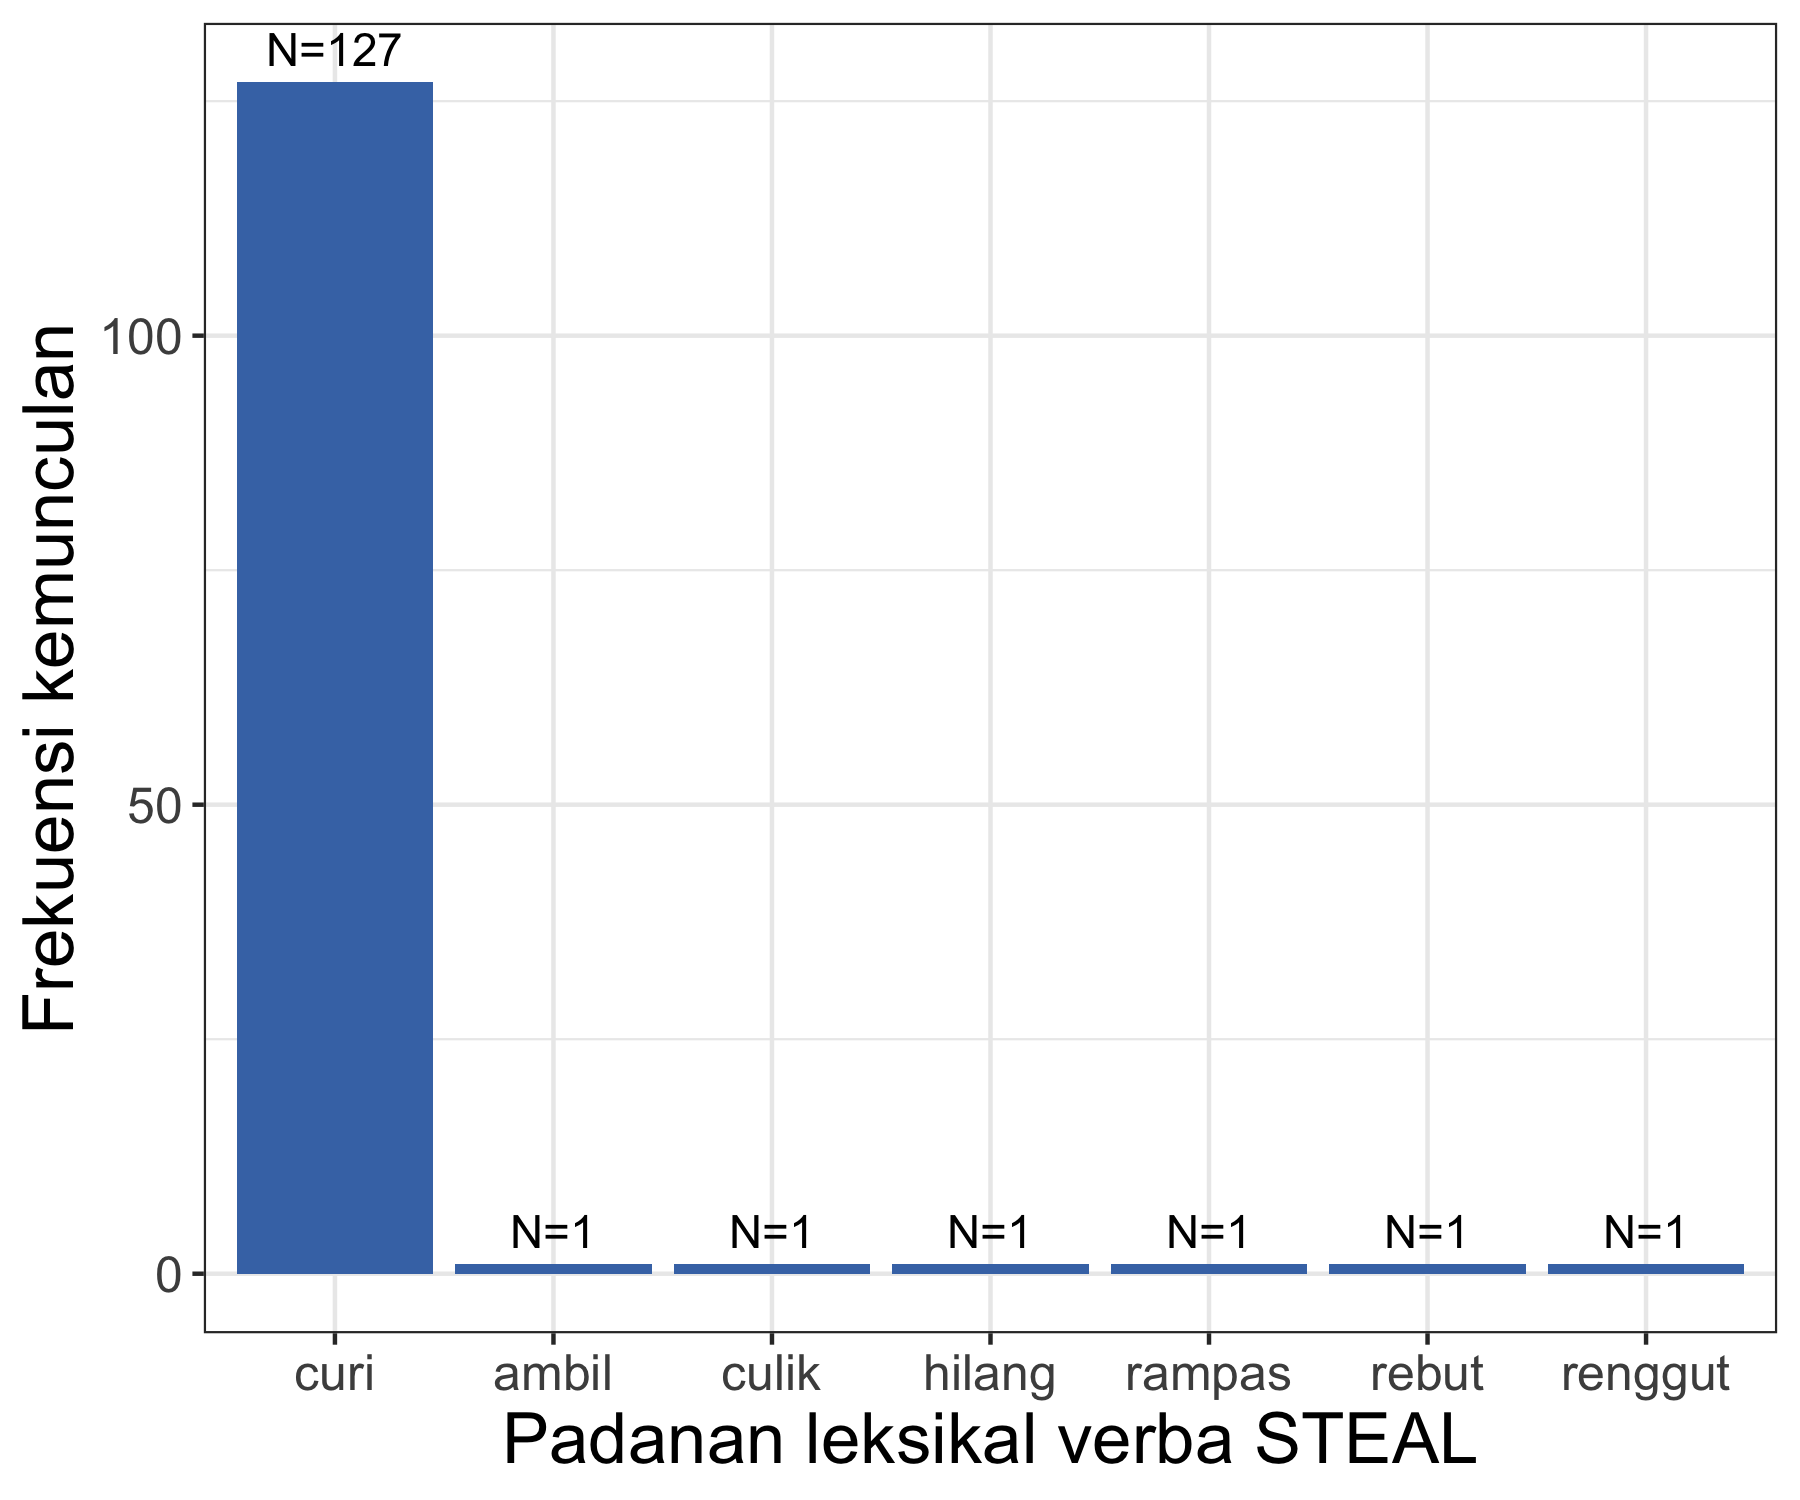 N=127
Frekuensi kemunculan
100
50
0
N=1 N=1 N=1 N=1 N=1 N=1
curi ambil culik hilang rampas rebut renggut
Padanan leksikal verba STEAL